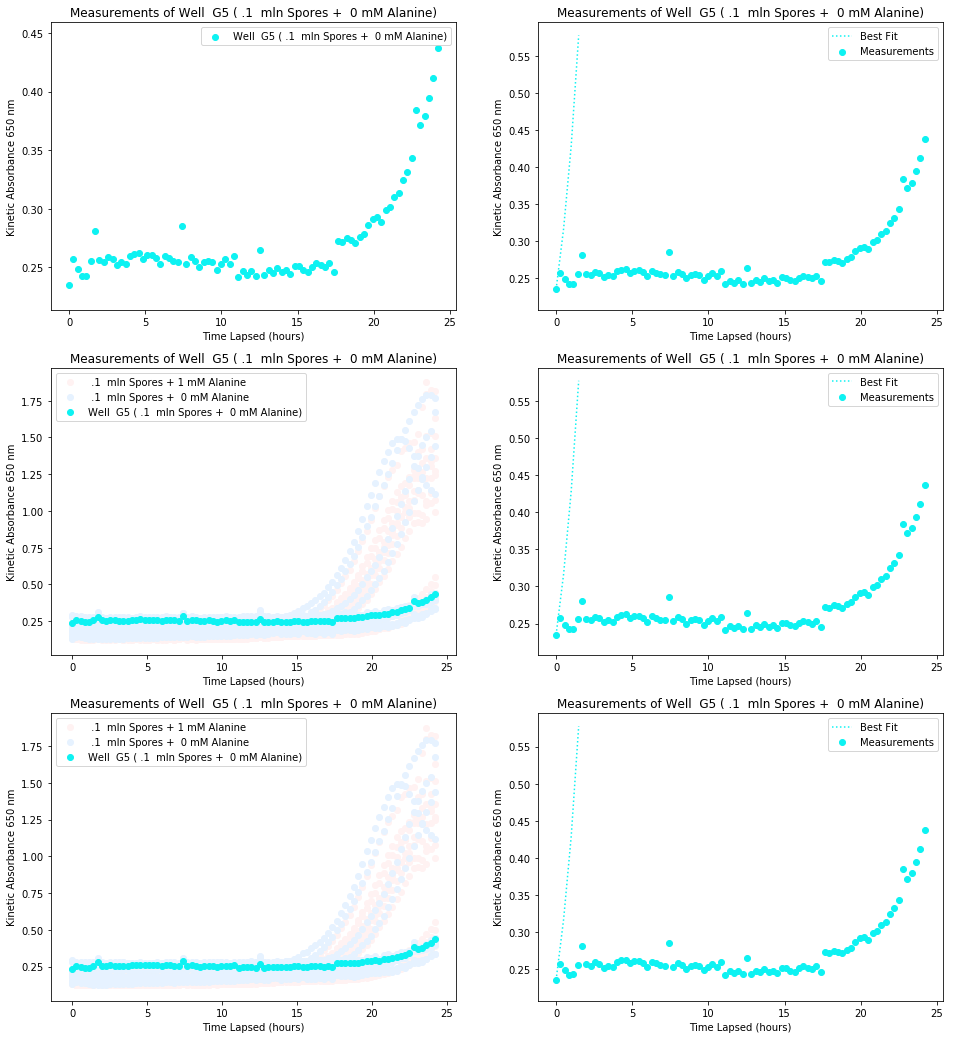 Measurements of Well  G5 ( .1  mln Spores +  0 mM Alanine)
Well  G5 ( .1  mln Spores +  0 mM Alanine)
Kinetic Absorbance 650 nm
0.45
0.40
0.35
0.30
0.25
0 5 10 15 20 25
Time Lapsed (hours)
Measurements of Well  G5 ( .1  mln Spores +  0 mM Alanine)
Best Fit
Measurements
Kinetic Absorbance 650 nm
0.55
0.50
0.45
0.40
0.35
0.30
0.25
0 5 10 15 20 25
Time Lapsed (hours)
Measurements of Well  G5 ( .1  mln Spores +  0 mM Alanine)
.1  mln Spores + 1 mM Alanine
.1  mln Spores +  0 mM Alanine
Well  G5 ( .1  mln Spores +  0 mM Alanine)
Kinetic Absorbance 650 nm
1.75
1.50
1.25
1.00
0.75
0.50
0.25
0 5 10 15 20 25
Time Lapsed (hours)
Measurements of Well  G5 ( .1  mln Spores +  0 mM Alanine)
Best Fit
Measurements
Kinetic Absorbance 650 nm
0.55
0.50
0.45
0.40
0.35
0.30
0.25
0 5 10 15 20 25
Time Lapsed (hours)
Measurements of Well  G5 ( .1  mln Spores +  0 mM Alanine)
.1  mln Spores + 1 mM Alanine
.1  mln Spores +  0 mM Alanine
Well  G5 ( .1  mln Spores +  0 mM Alanine)
Kinetic Absorbance 650 nm
1.75
1.50
1.25
1.00
0.75
0.50
0.25
0 5 10 15 20 25
Time Lapsed (hours)
Measurements of Well  G5 ( .1  mln Spores +  0 mM Alanine)
Best Fit
Measurements
Kinetic Absorbance 650 nm
0.55
0.50
0.45
0.40
0.35
0.30
0.25
0 5 10 15 20 25
Time Lapsed (hours)